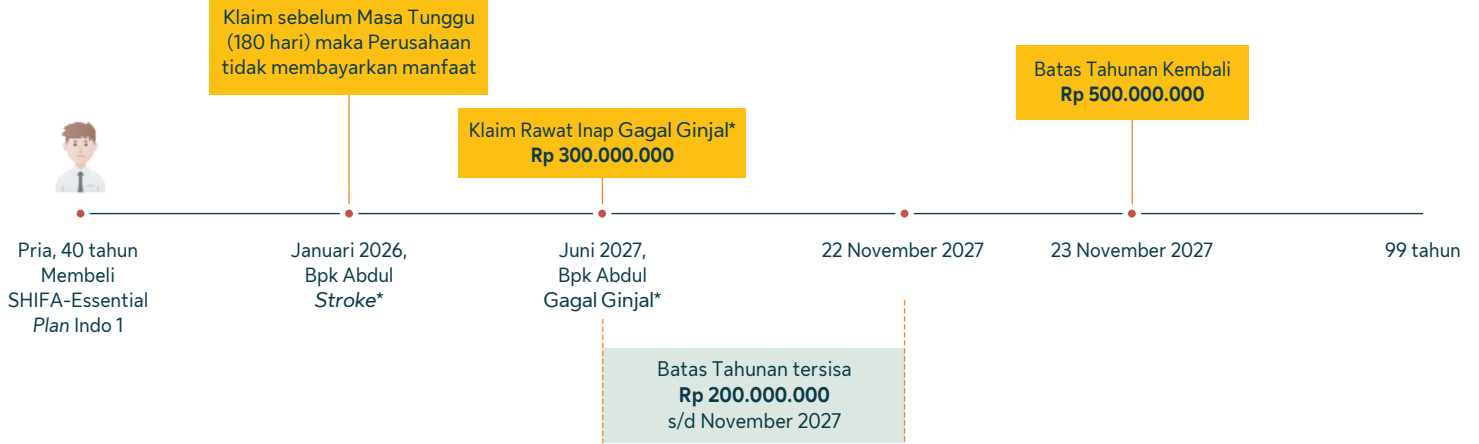 Klaim sebelum Masa Tunggu
(180 hari) maka Perusahaan
tidak membayarkan manfaat
Batas Tahunan Kembali
Rp 500.000.000
Klaim Rawat Inap Gagal Ginjal*
Rp 300.000.000
Pria, 40 tahun
Membeli
SHIFA-Essential
Plan Indo 1
Januari 2026,
Bpk Abdul
Stroke*
Juni 2027,
Bpk Abdul
Gagal Ginjal*
22 November 2027
23 November 2027
99 tahun
Batas Tahunan tersisa
Rp 200.000.000
s/d November 2027